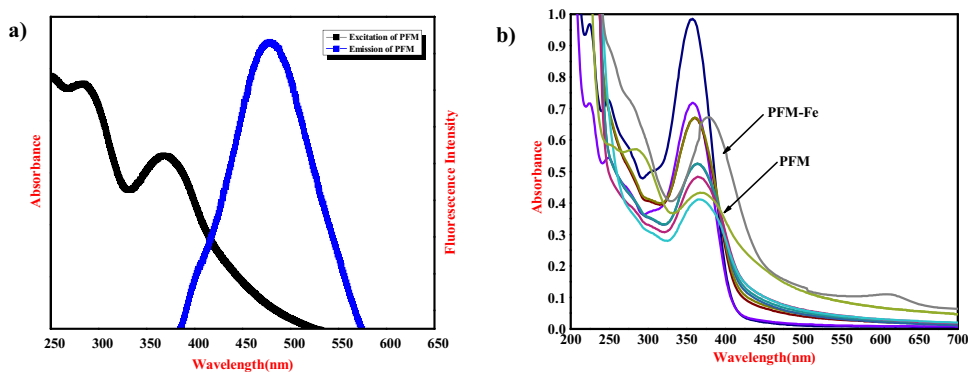 a)
Absorbance
Excitation of PFM
Emission of PFM
Fluoresecence Intensity
250 300 350 400 450 500 550 600 650
Wavelength(nm)
b)
Absorbance
1.0
0.9
0.8
0.7
0.6
0.5
0.4
0.3
0.2
0.1
0.0
PFM-Fe
PFM
200 250 300 350 400 450 500 550 600 650 700
Wavelength(nm)